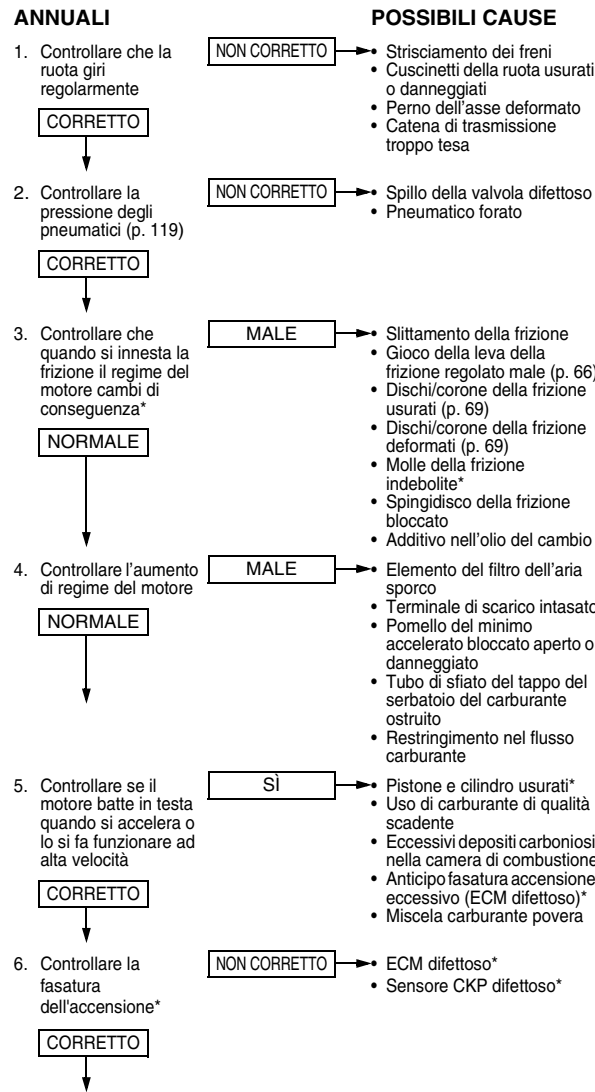 ANNUALI
POSSIBILI CAUSE
1. Controllare che la
ruota giri
regolarmente
NON CORRETTO
• Strisciamento dei freni
• Cuscinetti della ruota usurati
o danneggiati
• Perno dell'asse deformato
• Catena di trasmissione
troppo tesa
CORRETTO
2. Controllare la
pressione degli
pneumatici (p. 119)
NON CORRETTO
• Spillo della valvola difettoso
• Pneumatico forato
CORRETTO
3. Controllare che
quando si innesta la
frizione il regime del
motore cambi di
conseguenza*
MALE
• Slittamento della frizione
• Gioco della leva della
frizione regolato male (p. 66)
• Dischi/corone della frizione
usurati (p. 69)
• Dischi/corone della frizione
deformati (p. 69)
• Molle della frizione
indebolite*
• Spingidisco della frizione
bloccato
• Additivo nell'olio del cambio
NORMALE
4. Controllare l'aumento
di regime del motore
MALE
• Elemento del filtro dell'aria
sporco
• Terminale di scarico intasato
• Pomello del minimo
accelerato bloccato aperto o
danneggiato
• Tubo di sfiato del tappo del
serbatoio del carburante
ostruito
• Restringimento nel flusso
carburante
NORMALE
5. Controllare se il
motore batte in testa
quando si accelera o
lo si fa funzionare ad
alta velocità
SÌ
• Pistone e cilindro usurati*
• Uso di carburante di qualità
scadente
• Eccessivi depositi carboniosi
nella camera di combustione
• Anticipo fasatura accensione
eccessivo (ECM difettoso)*
• Miscela carburante povera
CORRETTO
6. Controllare la
fasatura
dell'accensione*
NON CORRETTO
• ECM difettoso*
• Sensore CKP difettoso*
CORRETTO